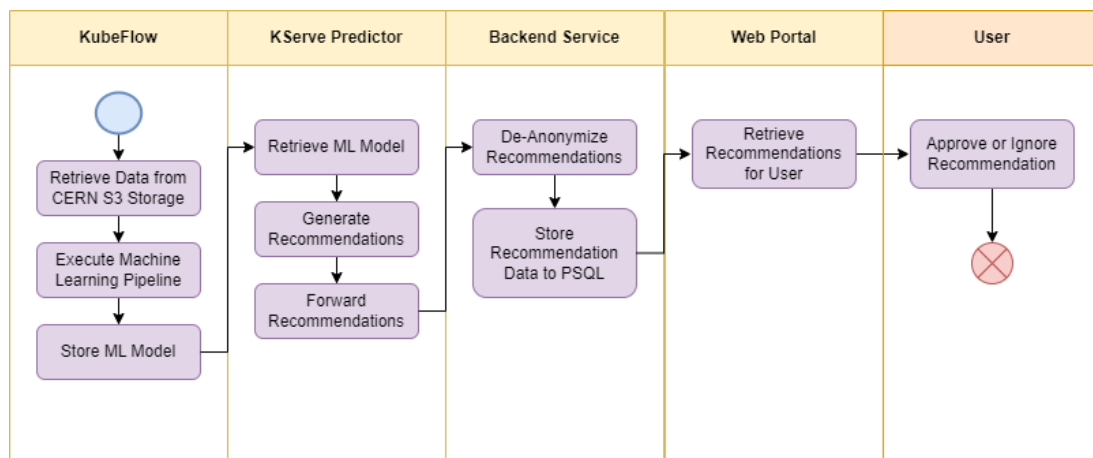 KubeFlow
KServe Predictor
Backend Service
Web Portal
User
Retrieve Data from
CERN S3 Storage
Execute Machine
Learning Pipeline
Store ML Model
Retrieve ML Model
Generate
Recommendations
Forward
Recommendations
De-Anonymize
Recommendations
Store
Recommendation
Data to PSQL
Retrieve
Recommendations
for User
Approve or Ignore
Recommendation